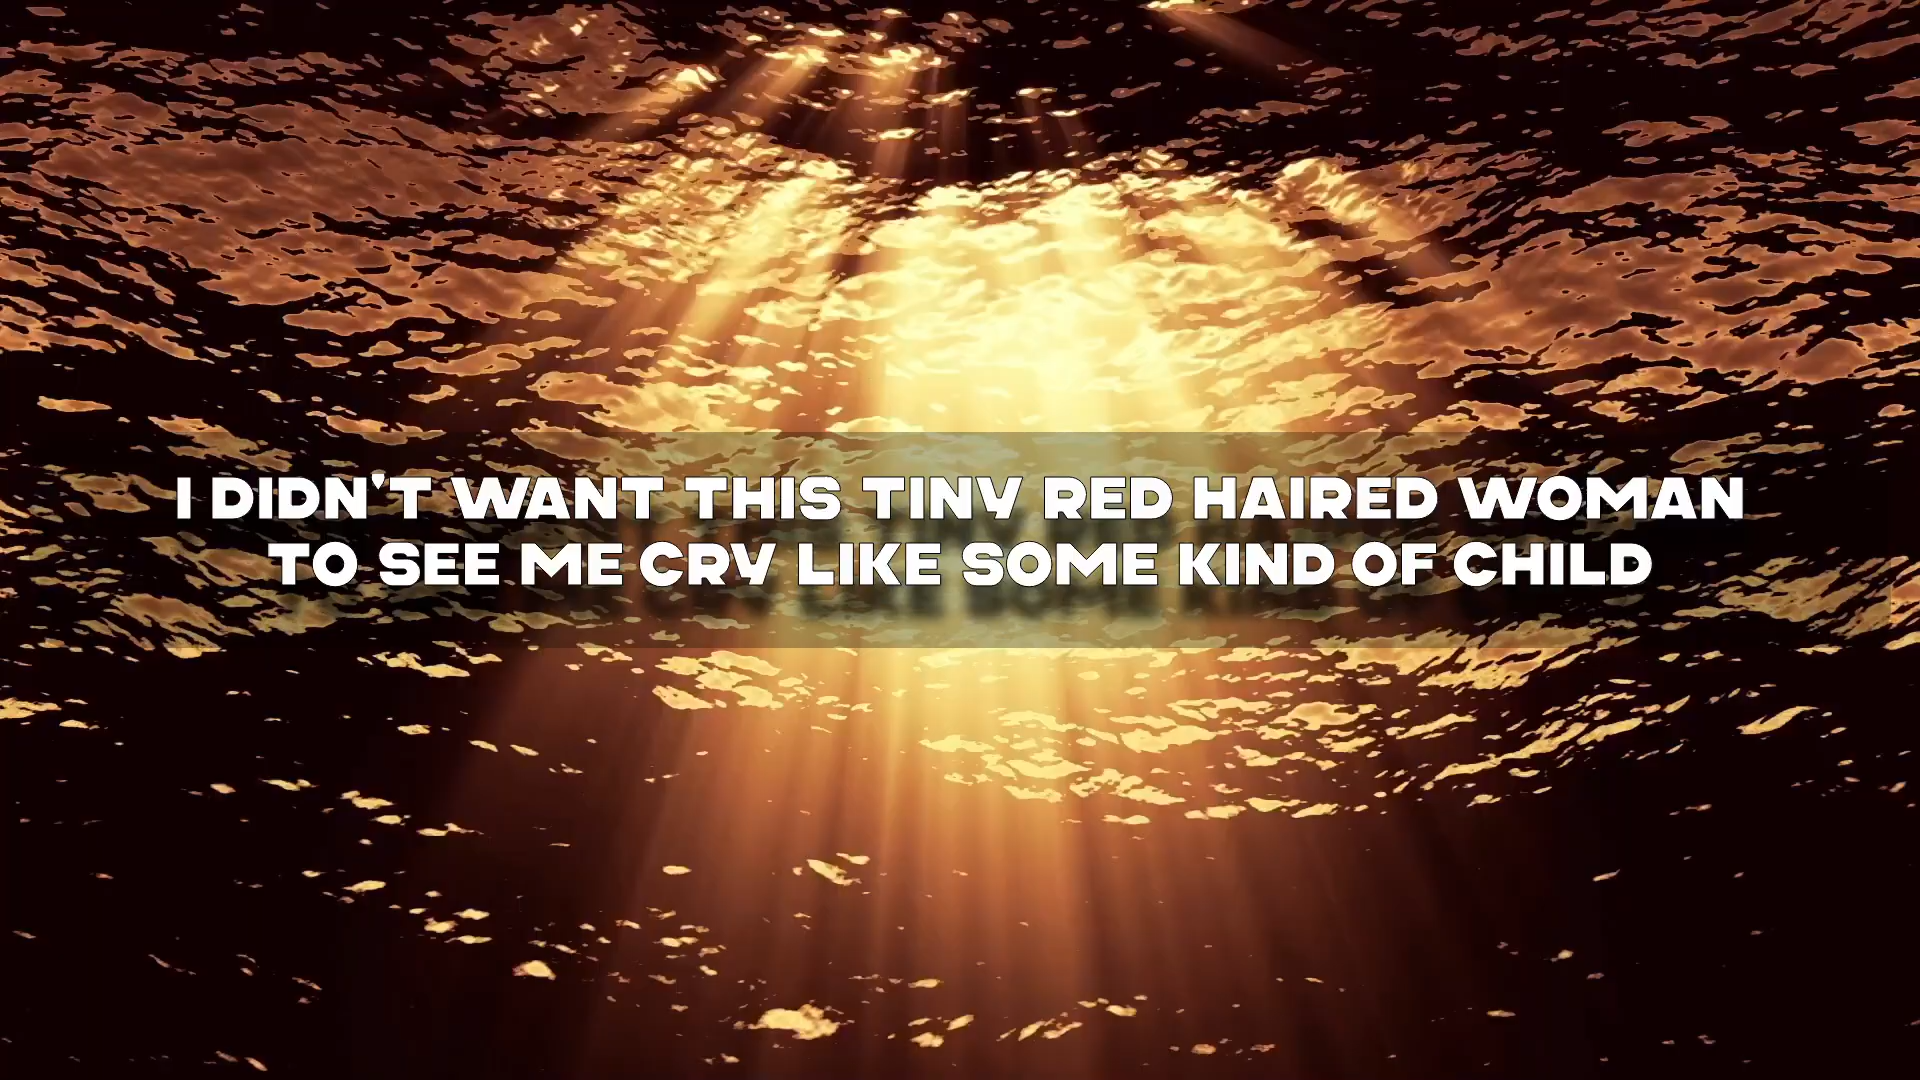 I DIDN'T WANT THIS TINY RED HAIRED WOMAN
TO SEE ME CRY LIKE SOME KIND OF CHILD